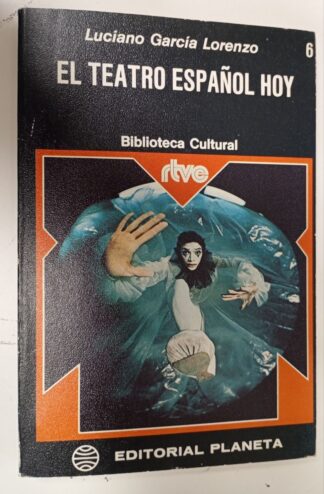 Luciano García Lorenzo
6
EL TEATRO ESPAÑOL HOY
Biblioteca Cultural
rtve
EDITORIAL PLANETA